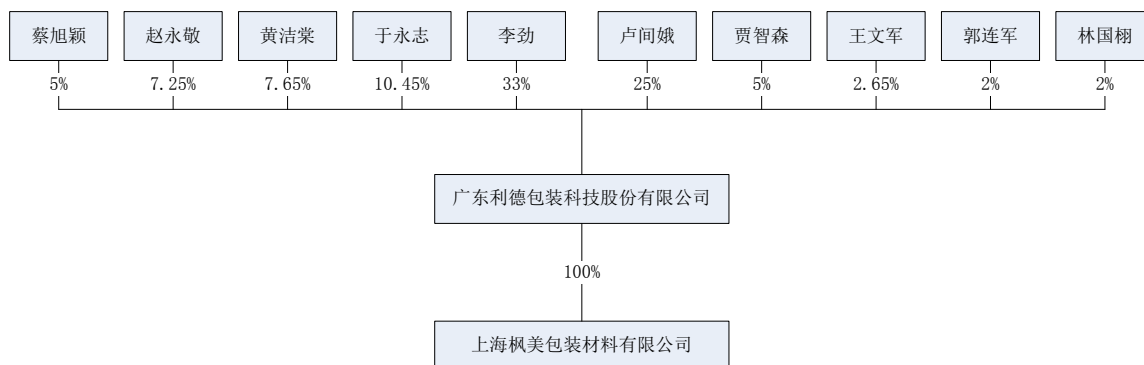 蔡旭颖 赵永敬 黄洁棠 于永志 李劲 卢间娥 贾智森 王文军 郭连军 林国栩
5% 7.25% 7.65% 10.45% 33% 25% 5% 2.65% 2% 2%
广东利德包装科技股份有限公司
100%
上海枫美包装材料有限公司